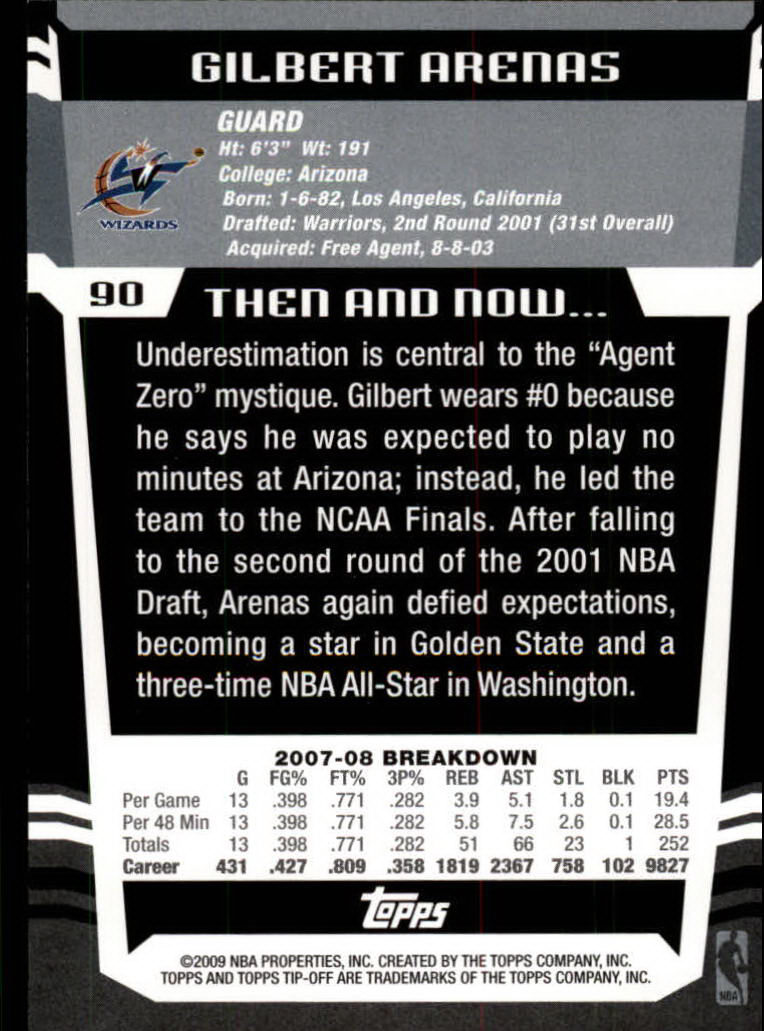 GILBERT ARENAS
GUARD
Ht: 6'3" Wt: 191
College: Arizona
Born: 1-6-82, Los Angeles, California
Drafted: Warriors, 2nd Round 2001 (31st Overall)
Acquired: Free Agent, 8-8-03
W
WIZARDS
90
THEN AND NOW...
Underestimation is central to the “Agent
Zero” mystique. Gilbert wears #0 because
he says he was expected to play no
minutes at Arizona; instead, he led the
team to the NCAA Finals. After falling
to the second round of the 2001 NBA
Draft, Arenas again defied expectations,
becoming a star in Golden State and a
three-time NBA All-Star in Washington.
2007-08 BREAKDOWN
G FG% FT% 3P% REB AST STL BLK PTS
Per Game 13 .398 .771 .282 3.9 5.1 1.8 0.1 19.4
Per 48 Min 13 .398 .771 .282 5.8 7.5 2.6 0.1 28.5
Totals 13 .398 .771 .282 51 66 23 1 252
Career 431 .427 .809 .358 1819 2367 758 102 9827
topps
©2009 NBA PROPERTIES, INC. CREATED BY THE TOPPS COMPANY, INC.
TOPPS AND TOPPS TIP-OFF ARE TRADEMARKS OF THE TOPPS COMPANY, INC.
NBA